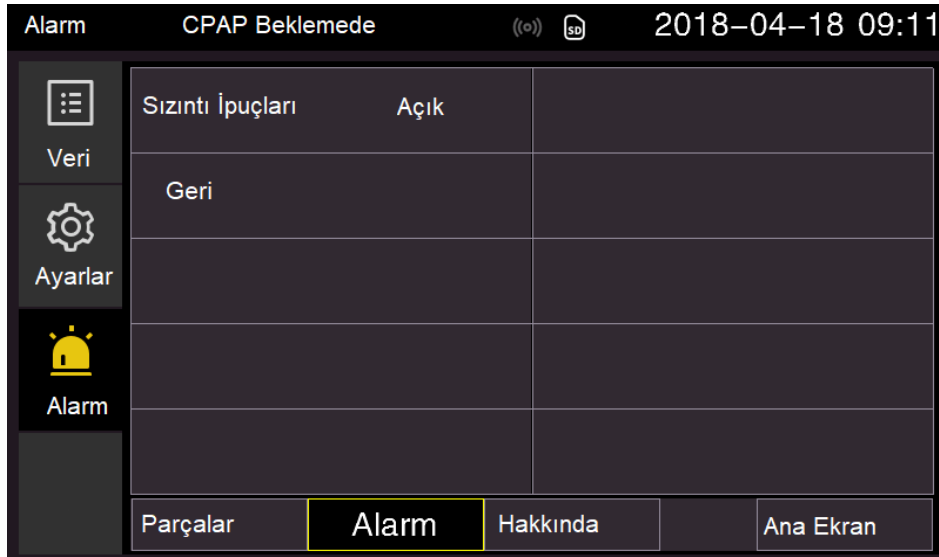 Alarm CPAP Beklemede SD 2018-04-18 09:11
Veri
Sızıntı İpuçları Açık
Geri
Ayarlar
Alarm
Parçalar Alarm Hakkında Ana Ekran